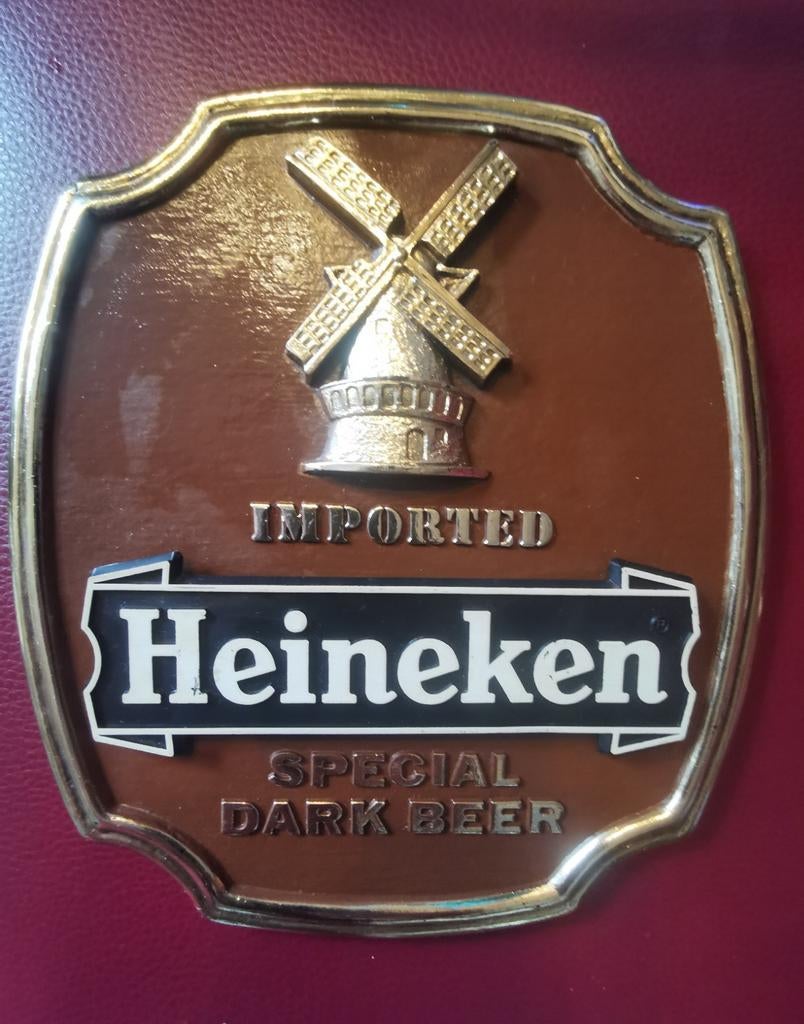 IMPORTED
Heineken®
SPECIAL
DARK BEER